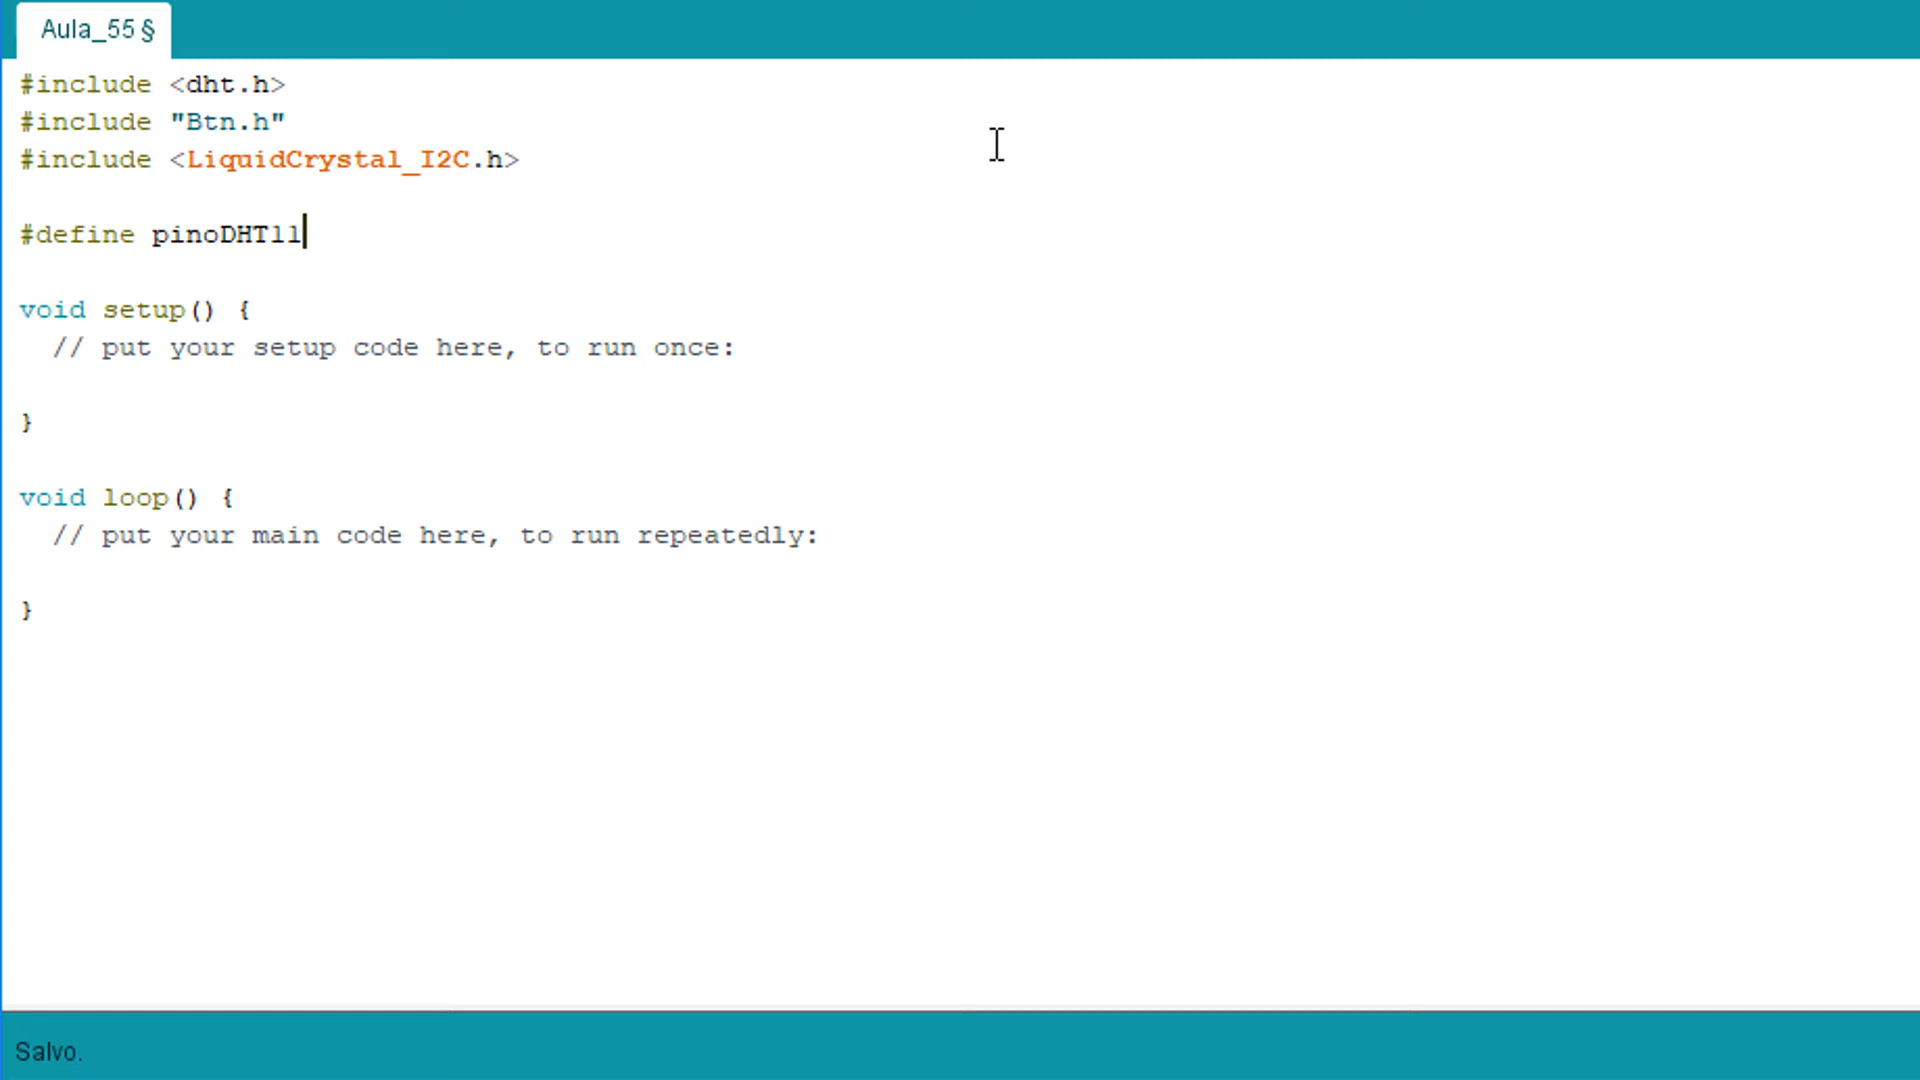 Aula_55 §
#include <dht.h>
#include "Btn.h"
#include <LiquidCrystal_I2C.h>
#define pinoDHT11
void setup() {
  // put your setup code here, to run once:
}
void loop() {
  // put your main code here, to run repeatedly:
}
Salvo.